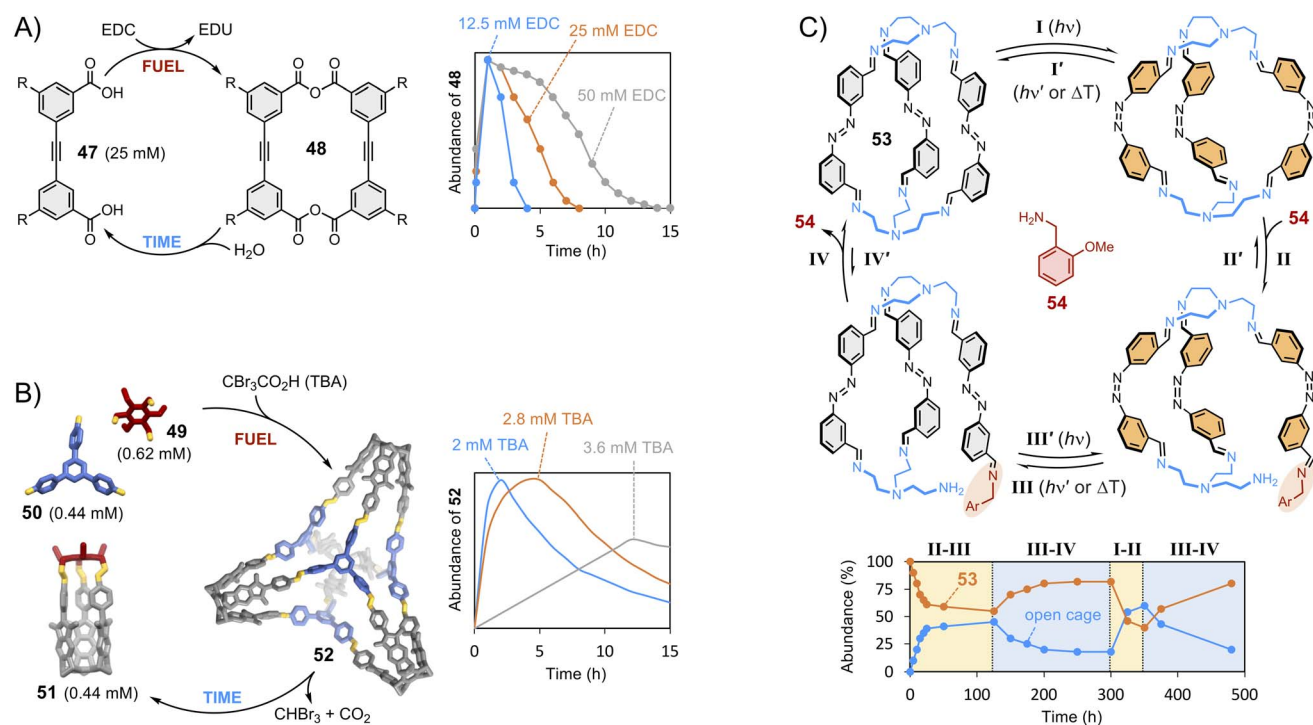 A)
EDC
EDU
FUEL
R
O
OH
47 (25 mM)
OH
O
R
TIME
H₂O
R
O
O
O
R
48
R
O
O
O
R
12.5 mM EDC
25 mM EDC
50 mM EDC
Abundance of 48
0
5
10
15
Time (h)
B)
CBr₃CO₂H (TBA)
FUEL
49
(0.62 mM)
50 (0.44 mM)
51 (0.44 mM)
52
TIME
CHBr₃ + CO₂
2.8 mM TBA
2 mM TBA
3.6 mM TBA
Abundance of 52
0
5
10
15
Time (h)
C)
I (hν)
I′
(hν′ or ΔT)
53
54
54
H₂N
OMe
54
IV
IV′
II′
II
III′ (hν)
III (hν′ or ΔT)
NH₂
Ar
NH₂
Ar
II-III
III-IV
I-II
III-IV
Abundance (%)
100
75
50
25
0
53
open cage
0
100
200
300
400
500
Time (h)